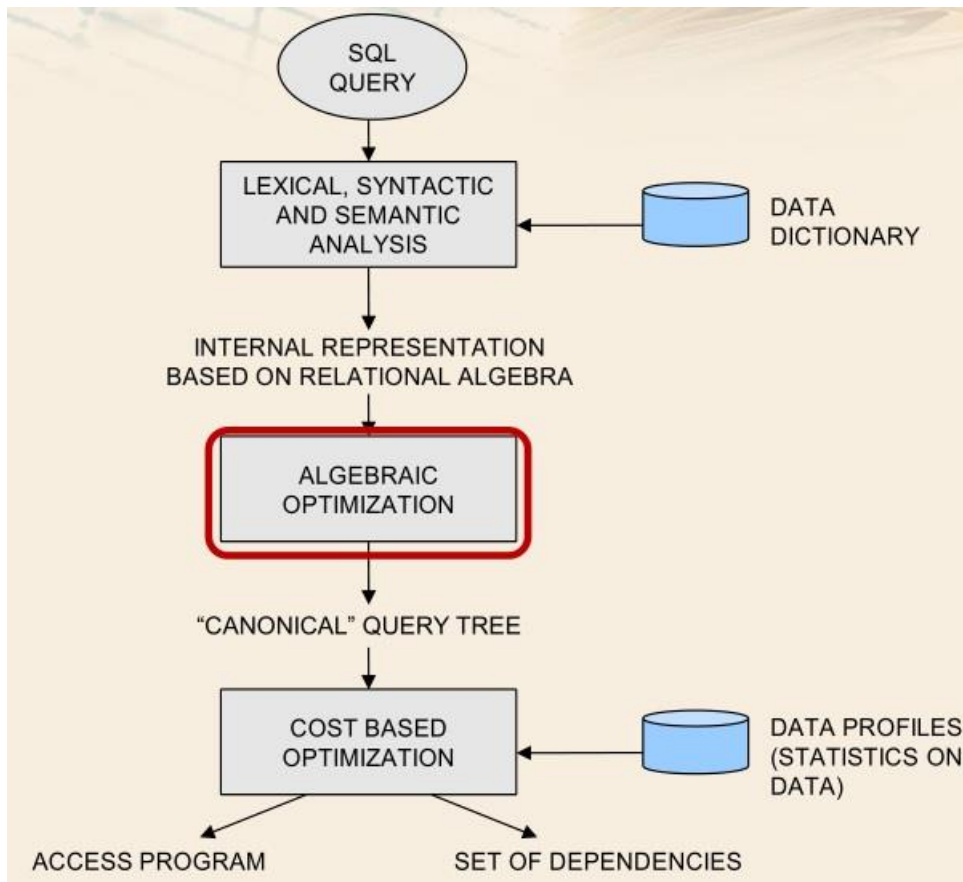 SQL
QUERY
LEXICAL, SYNTACTIC
AND SEMANTIC
ANALYSIS
DATA
DICTIONARY
INTERNAL REPRESENTATION
BASED ON RELATIONAL ALGEBRA
ALGEBRAIC
OPTIMIZATION
“CANONICAL” QUERY TREE
COST BASED
OPTIMIZATION
DATA PROFILES
(STATISTICS ON
DATA)
ACCESS PROGRAM
SET OF DEPENDENCIES